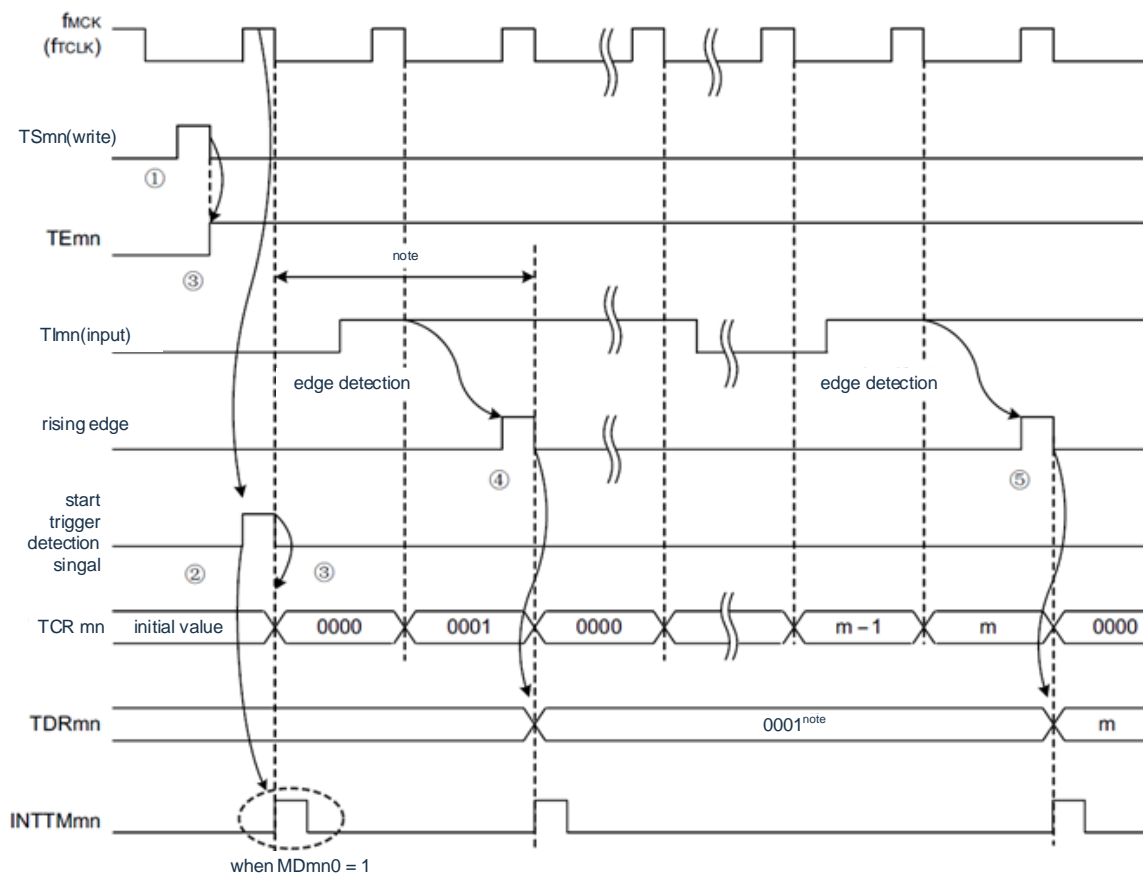 fMCK
(fTCLK)
TSmn(write)
①
TEmn
③
note
TImn(input)
edge detection
edge detection
rising edge
④
⑤
start
trigger
detection
singal
②
③
TCR mn
initial value
0000
0001
0000
m – 1
m
0000
TDRmn
0001note
m
INTTMmn
when MDmn0 = 1